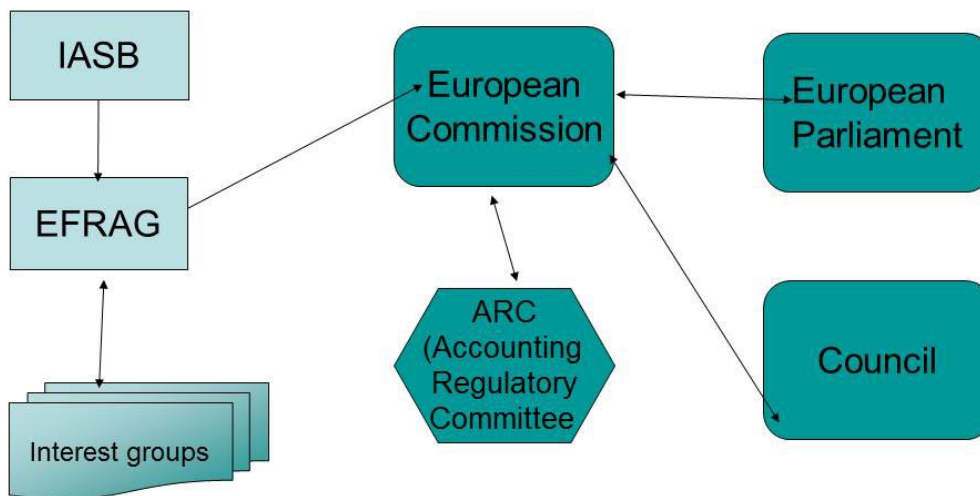 IASB
European
Commission
European
Parliament
EFRAG
ARC
(Accounting
Regulatory
Committee
Council
Interest groups